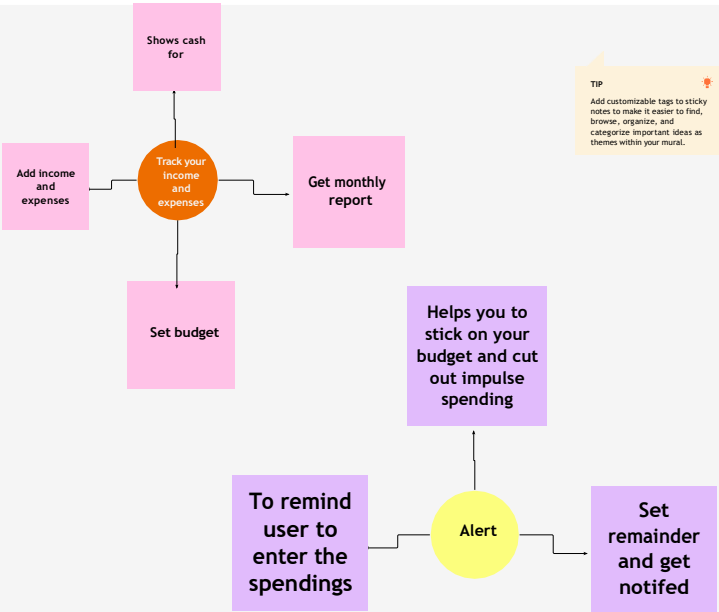 Shows cash
for
TIP
Add customizable tags to sticky
notes to make it easier to find,
browse, organize, and
categorize important ideas as
themes within your mural.
Track your
income
and
expenses
Add income
and
expenses
Get monthly
report
Set budget
Helps you to
stick on your
budget and cut
out impulse
spending
To remind
user to
enter the
spendings
Alert
Set
remainder
and get
notifed